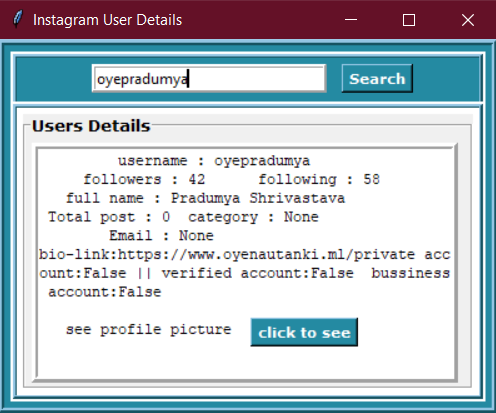 Instagram User Details
oyepradumya
Search
Users Details
username : oyepradumya
followers : 42 following : 58
full name : Pradumya Shrivastava
Total post : 0 category : None
Email : None
bio-link:https://www.oyenautanki.ml/private acc
ount:False || verified account:False bussiness
account:False
see profile picture click to see